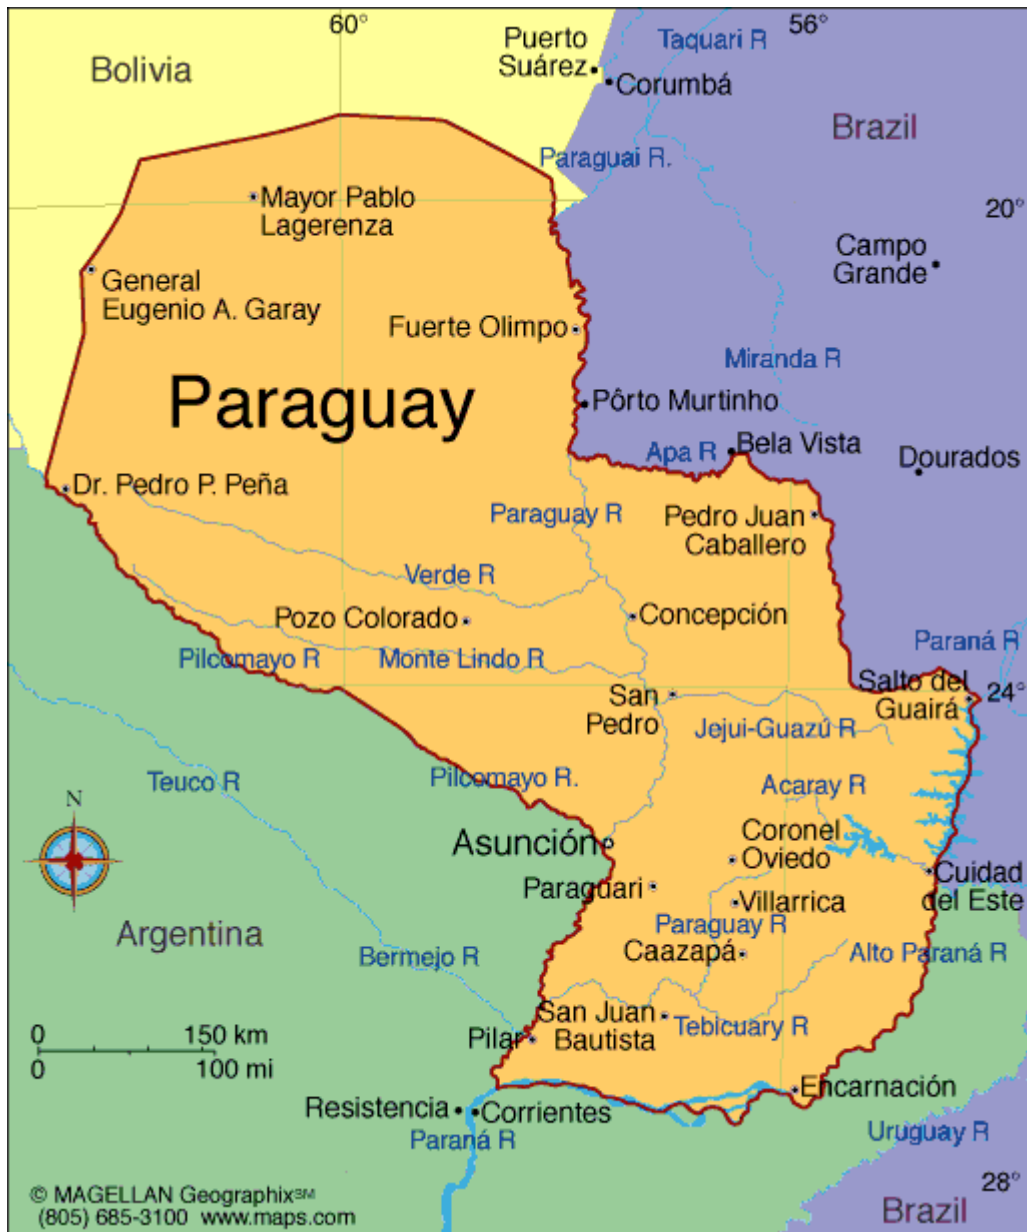 60°
56°
Puerto
Suárez
Taquari R
Bolivia
Corumbá
Brazil
Paraguai R.
Mayor Pablo
Lagerenza
20°
Campo
Grande
General
Eugenio A. Garay
Fuerte Olimpo
Miranda R
Paraguay
Pôrto Murtinho
Apa R
Bela Vista
Dourados
Dr. Pedro P. Peña
Paraguay R
Pedro Juan
Caballero
Verde R
Pozo Colorado
Concepción
Paraná R
Pilcomayo R
Monte Lindo R
Salto del
Guairá
24°
San
Pedro
Jejui-Guazú R
Teuco R
Pilcomayo R.
Acaray R
N
Asunción
Coronel
Oviedo
Cuidad
del Este
Paraguari
Villarrica
Argentina
Paraguay R
Bermejo R
Caazapá
Alto Paraná R
San Juan
Bautista
Tebicuary R
0 150 km
0 100 mi
Pilar
Encarnación
Resistencia
Corrientes
Paraná R
Uruguay R
28°
Brazil
© MAGELLAN Geographix℠
(805) 685-3100 www.maps.com